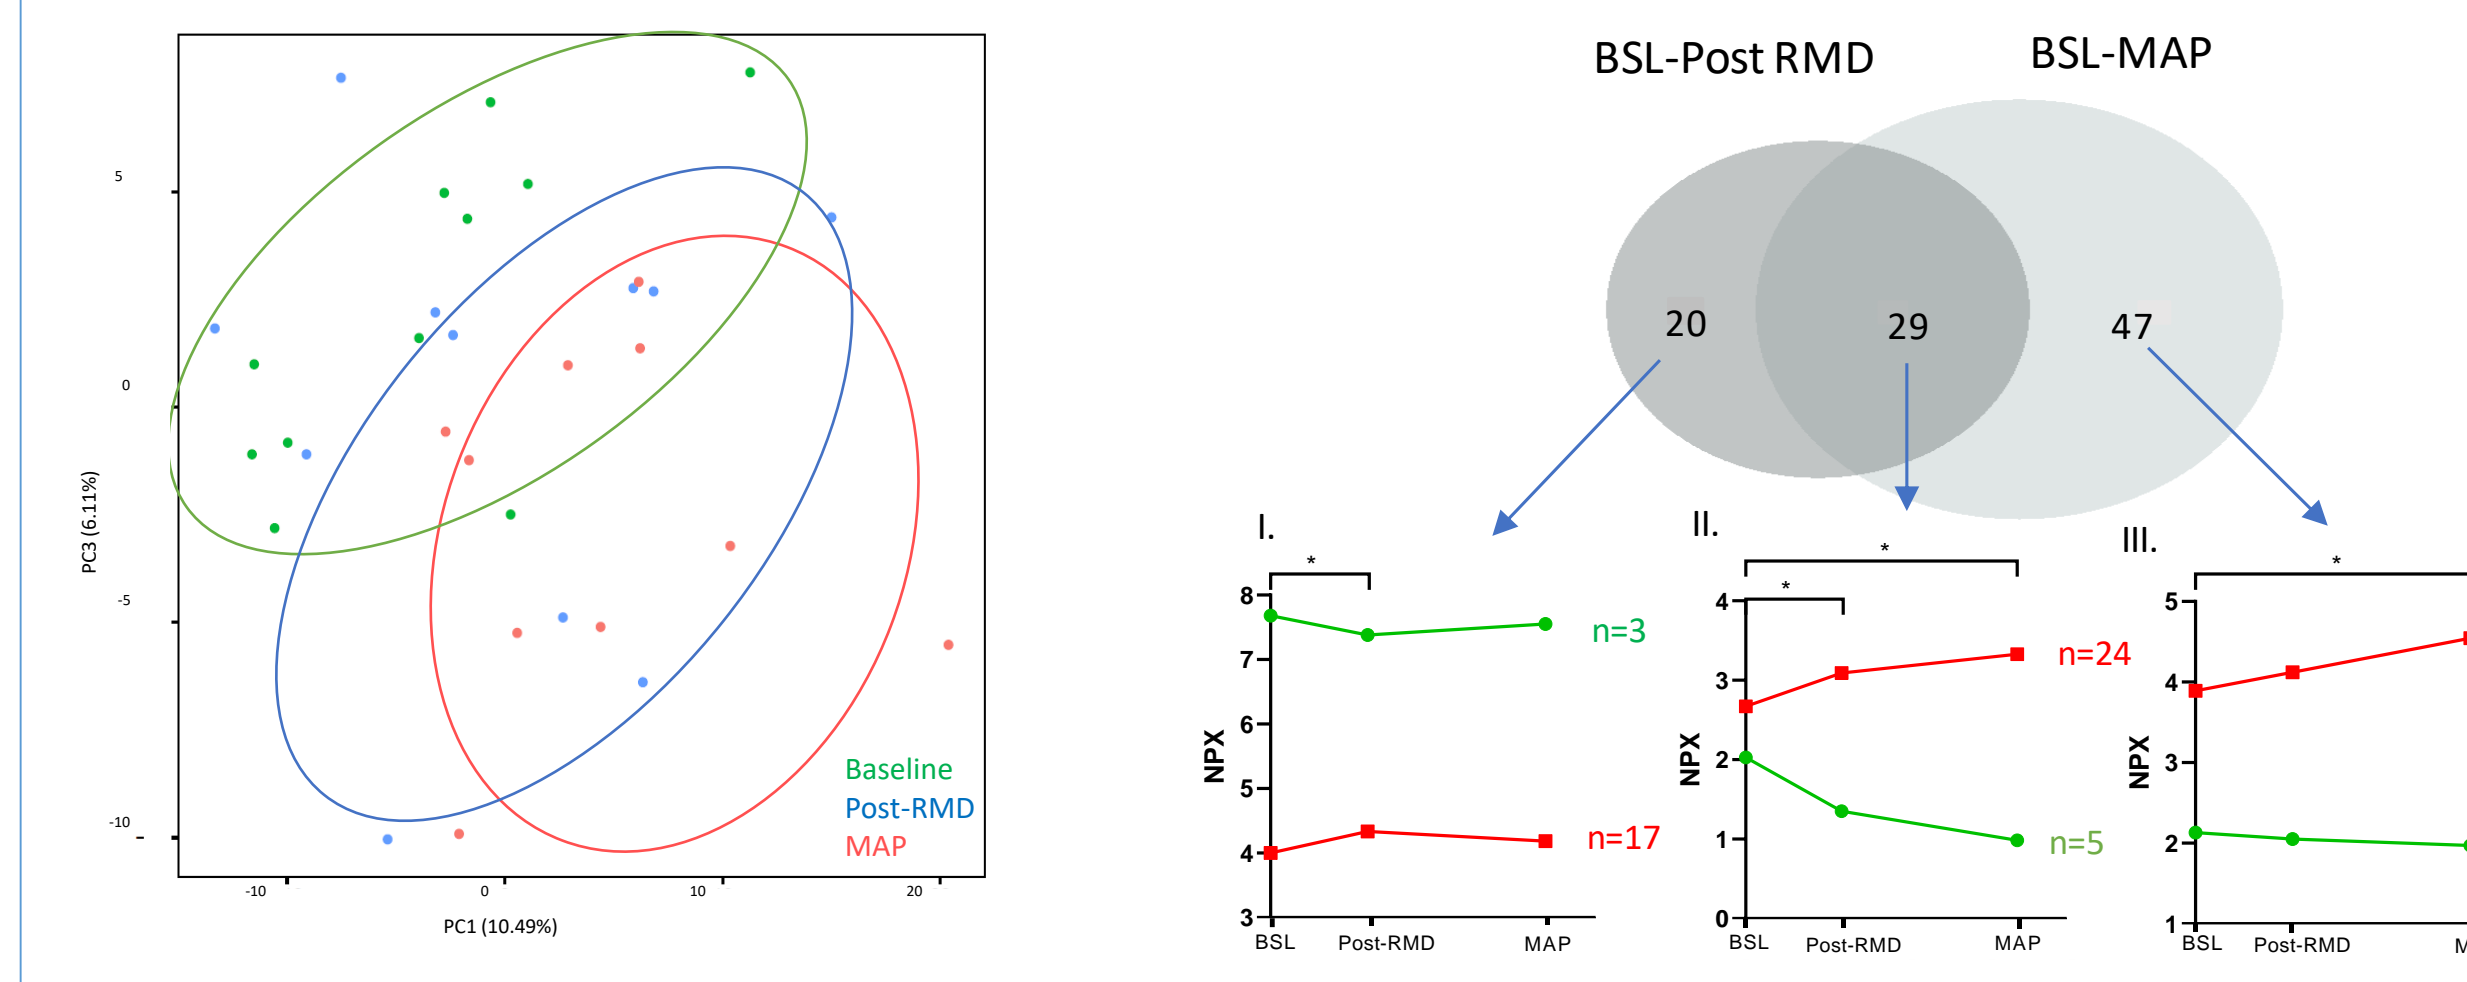 5
0
-5
-10
PC3 (6.11%)
-10
0
10
20
PC1 (10.49%)
Baseline
Post-RMD
MAP
BSL-Post RMD
BSL-MAP
20
29
47
I.
*
8
7
6
5
4
3
NPX
n=3
n=17
BSL
Post-RMD
MAP
II.
*
*
4
3
2
1
0
NPX
n=24
n=5
BSL
Post-RMD
MAP
III.
*
5
4
3
2
1
NPX
BSL
Post-RMD